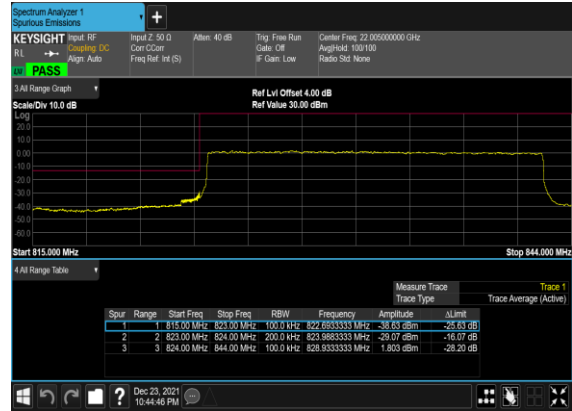 Spectrum Analyzer 1
Spurious Emissions
KEYSIGHT Input: RF Input Z: 50 Ω Atten: 40 dB Trig: Free Run Center Freq: 22.005000000 GHz
RL Coupling: DC Corr CCorr Gate: Off Avg|Hold: 100/100
Align: Auto Freq Ref: Int (S) IF Gain: Low Radio Std: None
LXI PASS
3 All Range Graph
Ref Lvl Offset 4.00 dB
Scale/Div 10.0 dB Ref Value 30.00 dBm
Log
20.0
10.0
0.00
-10.0
-20.0
-30.0
-40.0
-50.0
-60.0
Start 815.000 MHz Stop 844.000 MHz
4 All Range Table
Measure Trace Trace 1
Trace Type Trace Average (Active)
Spur Range Start Freq Stop Freq RBW Frequency Amplitude ΔLimit
1 1 815.00 MHz 823.00 MHz 100.0 kHz 822.6933333 MHz -38.63 dBm -25.63 dB
2 2 823.00 MHz 824.00 MHz 200.0 kHz 823.9883333 MHz -29.07 dBm -16.07 dB
3 3 824.00 MHz 844.00 MHz 100.0 kHz 828.9333333 MHz 1.803 dBm -28.20 dB
Dec 23, 2021
10:44:46 PM